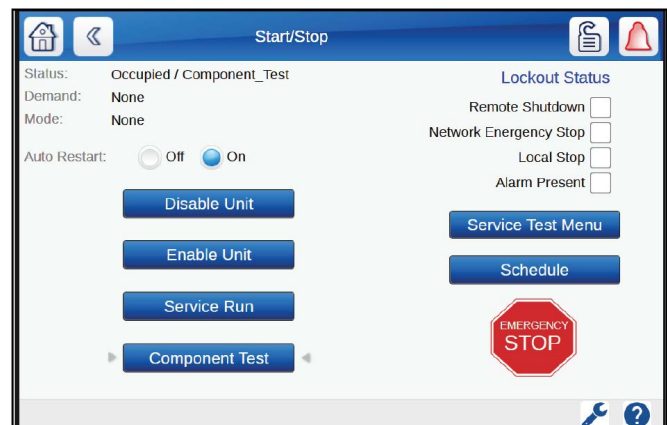 Start/Stop
Status: Occupied / Component_Test
Demand: None
Mode: None
Auto Restart: Off On
Disable Unit
Enable Unit
Service Run
Component Test
Lockout Status
Remote Shutdown
Network Emergency Stop
Local Stop
Alarm Present
Service Test Menu
Schedule
EMERGENCY
STOP
?